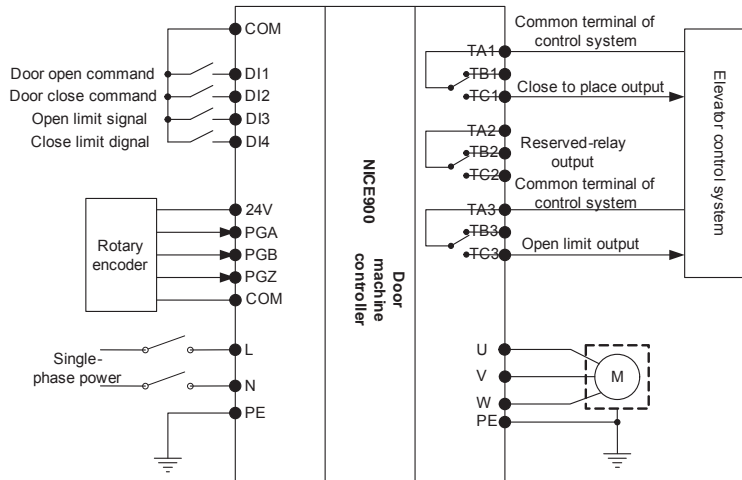 COM
Door open command
DI1
Door close command
DI2
Open limit signal
DI3
Close limit dignal
DI4
24V
PGA
PGB
PGZ
COM
Rotary
encoder
Single-
phase power
L
N
PE
NICE900
Door
machine
controller
TA1
TB1
TC1
TA2
TB2
TC2
TA3
TB3
TC3
Common terminal of
control system
Close to place output
Reserved-relay
output
Common terminal of
control system
Open limit output
Elevator control system
U
V
W
PE
M